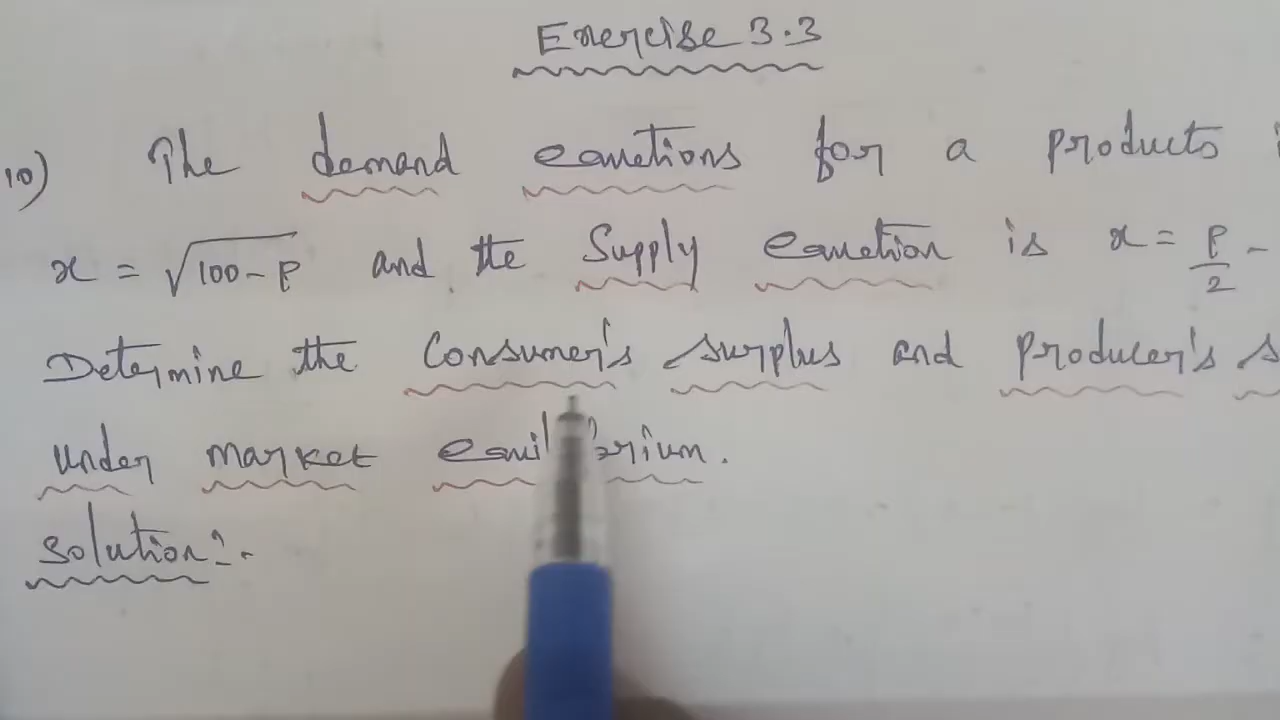 Exercise 3.3
10) The demand equations for a products
x = √100-P and the Supply equation is x = P/2 -
Determine the Consumer's surplus and producer's
under market
solution:-